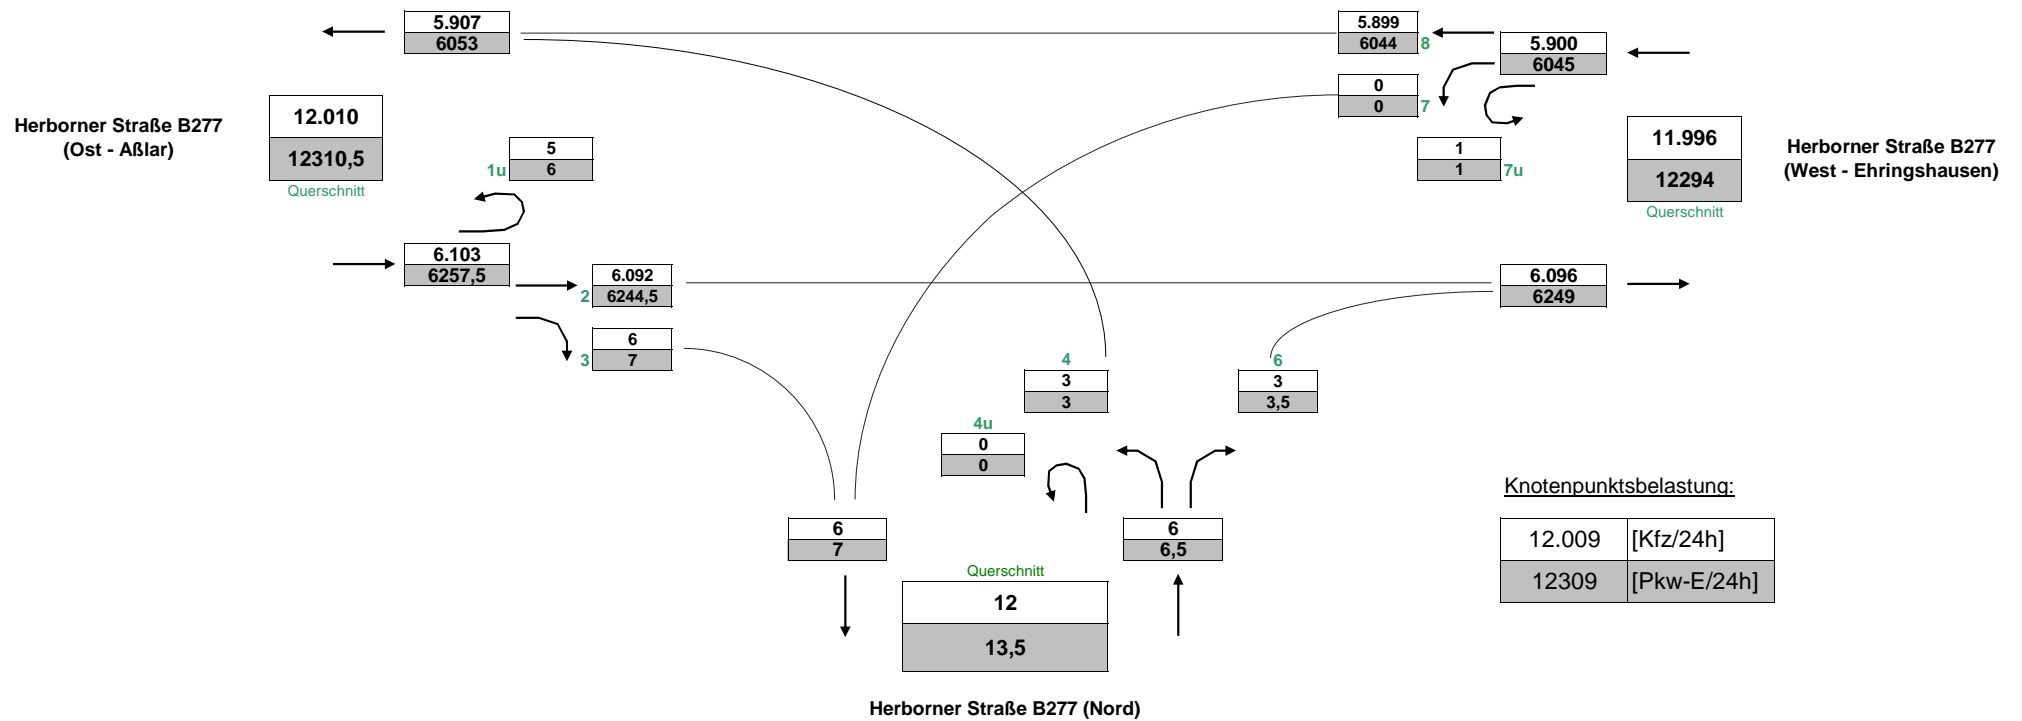 5.907
6053
5.899
6044 8
5.900
6045
0
0 7
Herborner Straße B277
(Ost - Aßlar)
12.010
12310,5
Querschnitt
5
1u 6
1
1 7u
11.996
12294
Querschnitt
Herborner Straße B277
(West - Ehringshausen)
6.103
6257,5
6.092
2 6244,5
6.096
6249
6
3 7
4
3
3
6
3
3,5
4u
0
0
6
7
6
6,5
Querschnitt
12
13,5
Herborner Straße B277 (Nord)
Knotenpunktsbelastung:
12.009 [Kfz/24h]
12309 [Pkw-E/24h]